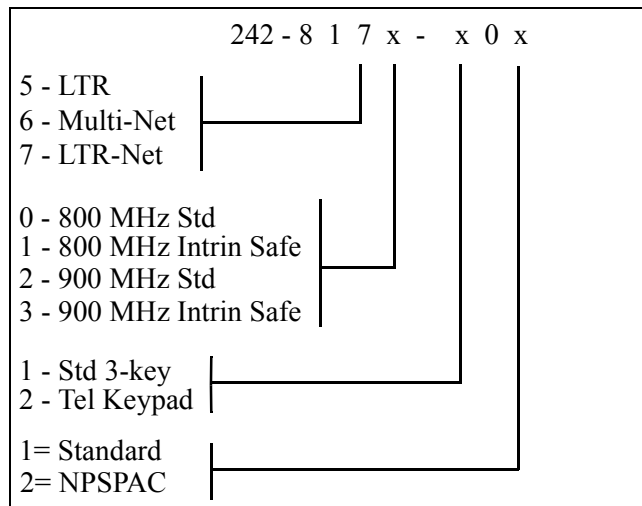 242 - 8 1 7 x - x 0 x
5 - LTR
6 - Multi-Net
7 - LTR-Net
0 - 800 MHz Std
1 - 800 MHz Intrin Safe
2 - 900 MHz Std
3 - 900 MHz Intrin Safe
1 - Std 3-key
2 - Tel Keypad
1= Standard
2= NPSPAC